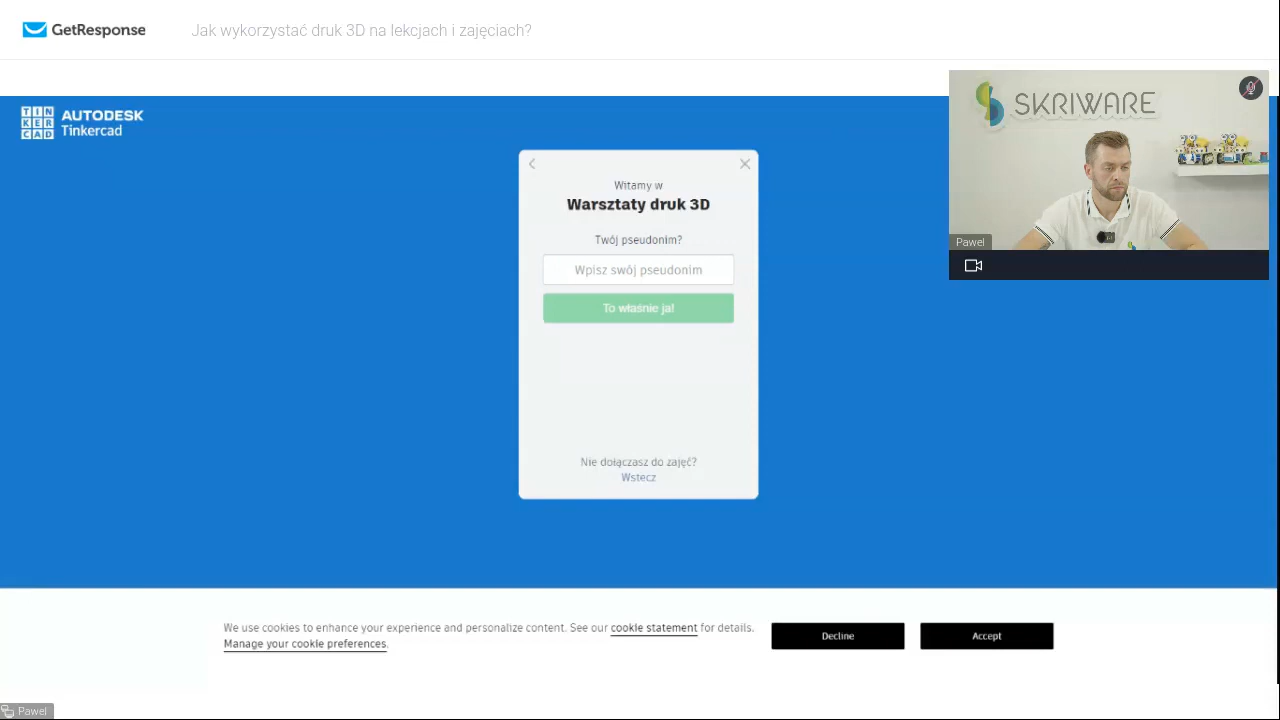 GetResponse
Jak wykorzystać druk 3D na lekcjach i zajęciach?
TIN
KER
CAD
AUTODESK
Tinkercad
SKRIWARE
Pawel
Witamy w
Warsztaty druk 3D
Twój pseudonim?
Wpisz swój pseudonim
To właśnie ja!
Nie dołączasz do zajęć?
Wstecz
We use cookies to enhance your experience and personalize content. See our cookie statement for details.
Manage your cookie preferences.
Decline
Accept
Pawel